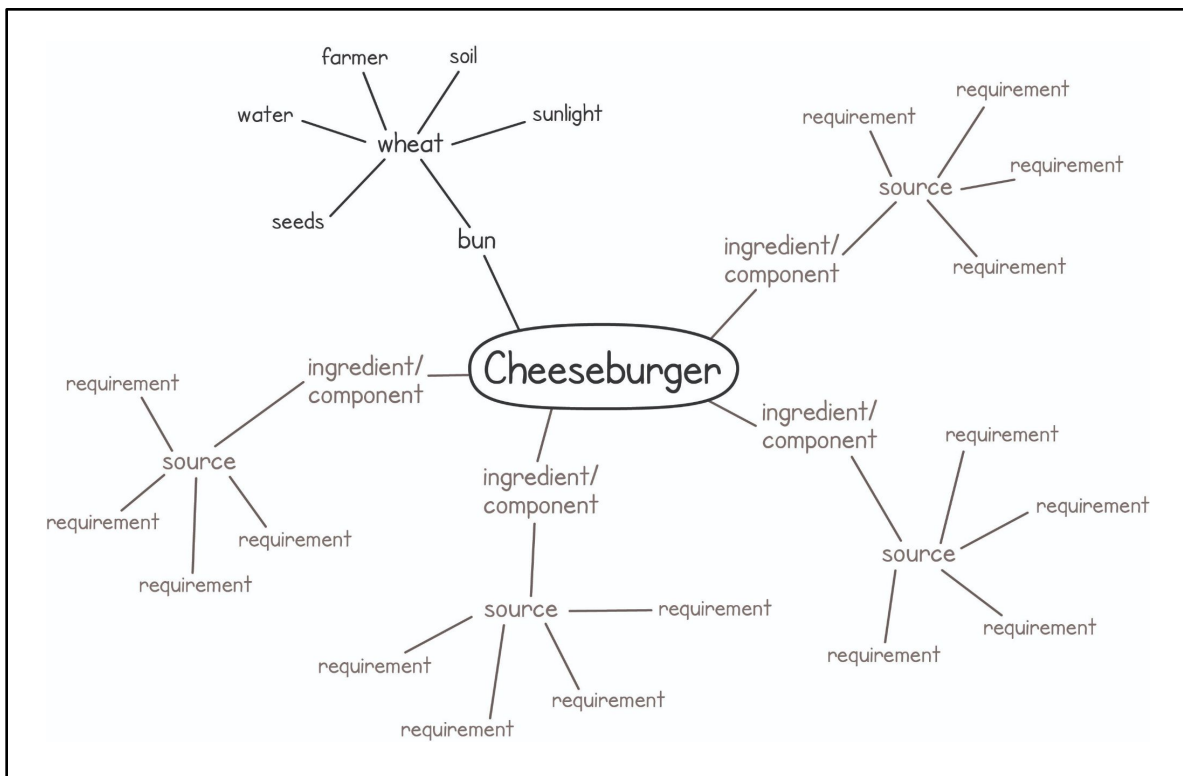 farmer
soil
water
sunlight
wheat
seeds
bun
requirement
requirement
requirement
source
ingredient/
component
requirement
Cheeseburger
ingredient/
component
requirement
source
requirement
requirement
requirement
ingredient/
component
source
requirement
requirement
requirement
requirement
ingredient/
component
requirement
requirement
source
requirement
requirement